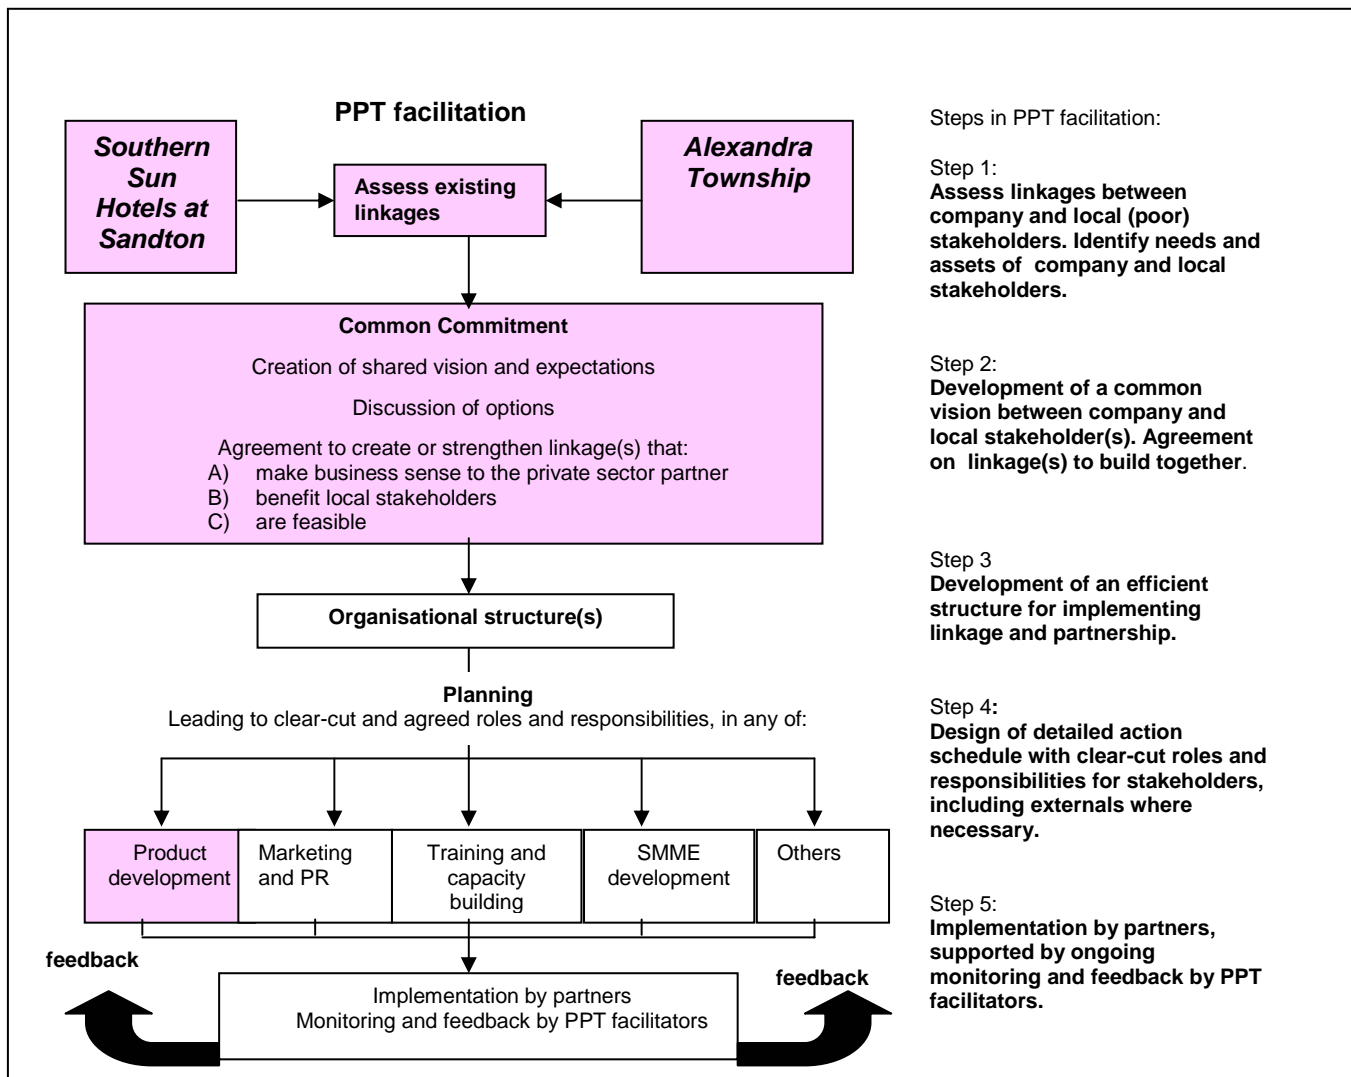 PPT facilitation
Southern
Sun
Hotels at
Sandton
Assess existing
linkages
Alexandra
Township
Common Commitment
Creation of shared vision and expectations
Discussion of options
Agreement to create or strengthen linkage(s) that:
A) make business sense to the private sector partner
B) benefit local stakeholders
C) are feasible
Organisational structure(s)
Planning
Leading to clear-cut and agreed roles and responsibilities, in any of:
Product
development
Marketing
and PR
Training and
capacity
building
SMME
development
Others
feedback
feedback
Implementation by partners
Monitoring and feedback by PPT facilitators
Steps in PPT facilitation:
Step 1:
Assess linkages between
company and local (poor)
stakeholders. Identify needs and
assets of company and local
stakeholders.
Step 2:
Development of a common
vision between company and
local stakeholder(s). Agreement
on linkage(s) to build together.
Step 3
Development of an efficient
structure for implementing
linkage and partnership.
Step 4:
Design of detailed action
schedule with clear-cut roles and
responsibilities for stakeholders,
including externals where
necessary.
Step 5:
Implementation by partners,
supported by ongoing
monitoring and feedback by PPT
facilitators.